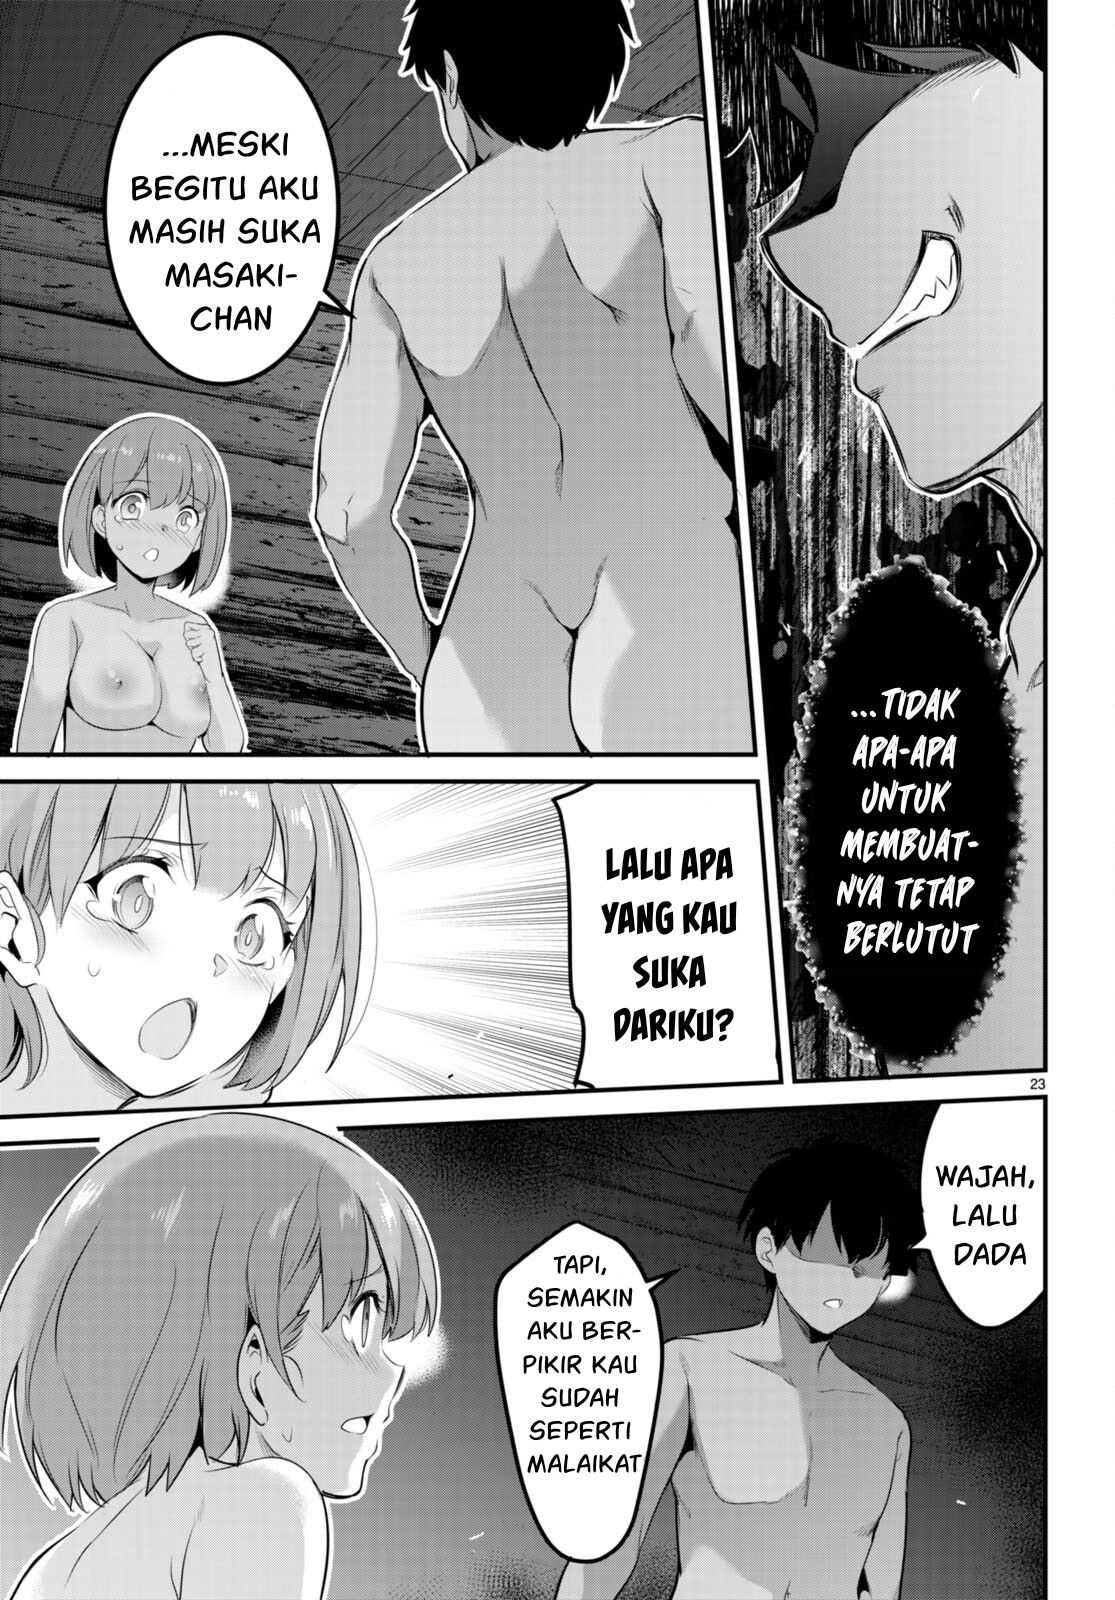 ...TIDAK
APA-APA
UNTUK
MEMBUAT-
NYA TETAP
BERLUTUT
...MESKI
BEGITU AKU
MASIH SUKA
MASAKI-
CHAN
LALU APA
YANG KAU
SUKA
DARIKU?
23
WAJAH,
LALU
DADA
TAPI,
SEMAKIN
AKU BER-
PIKIR KAU
SUDAH
SEPERTI
MALAIKAT